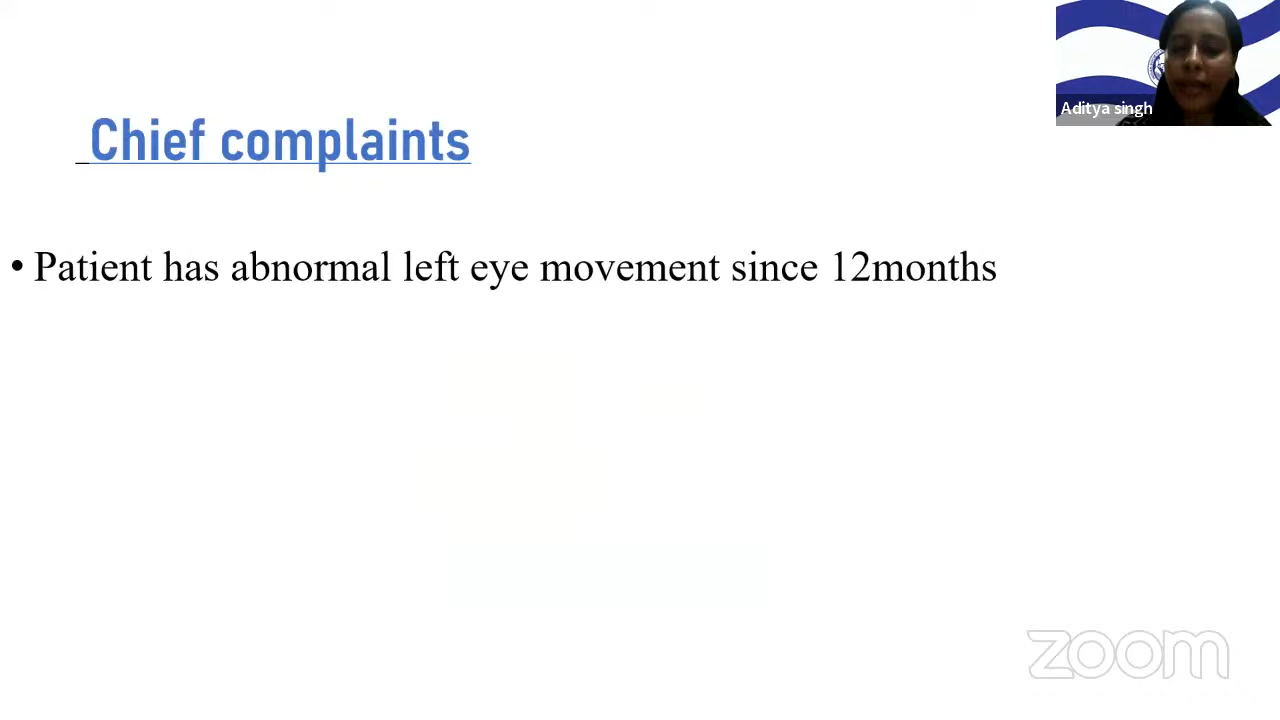 Chief complaints
Aditya singh
• Patient has abnormal left eye movement since 12months
zoom